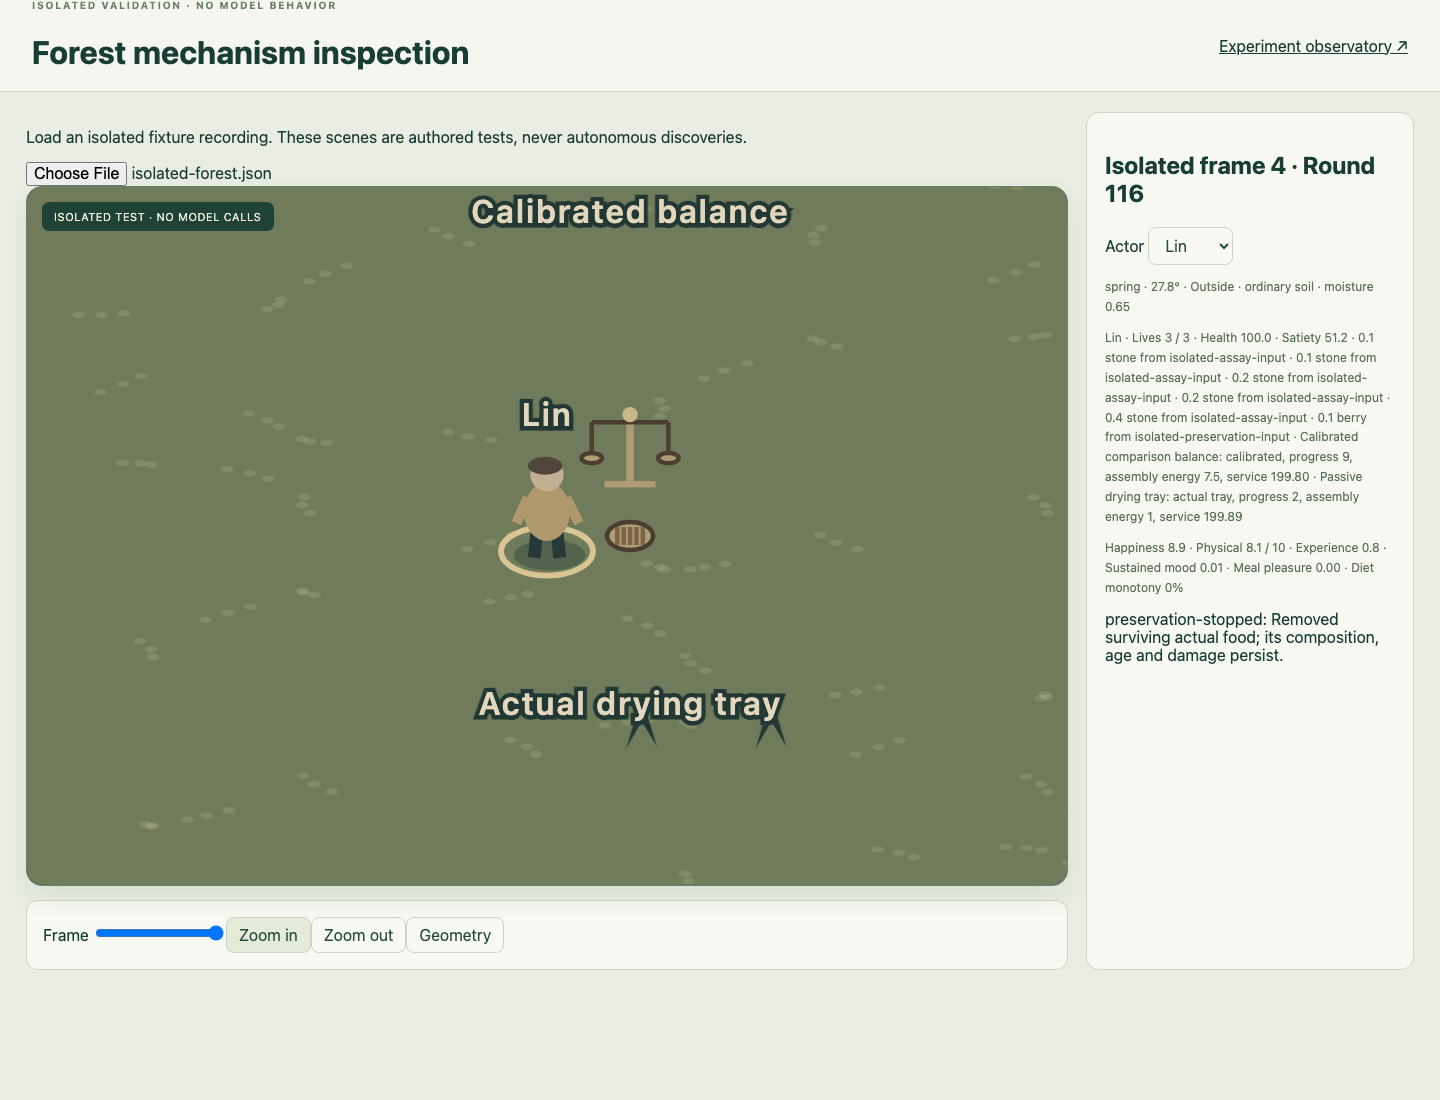 ISOLATED VALIDATION · NO MODEL BEHAVIOR
Forest mechanism inspection
Experiment observatory ↗
Load an isolated fixture recording. These scenes are authored tests, never autonomous discoveries.
Choose File isolated-forest.json
ISOLATED TEST · NO MODEL CALLS
Calibrated balance
Lin
Actual drying tray
Frame Zoom in Zoom out Geometry
Isolated frame 4 · Round
116
Actor Lin
spring · 27.8° · Outside · ordinary soil · moisture
0.65
Lin · Lives 3 / 3 · Health 100.0 · Satiety 51.2 · 0.1
stone from isolated-assay-input · 0.1 stone from
isolated-assay-input · 0.2 stone from isolated-
assay-input · 0.2 stone from isolated-assay-input ·
0.4 stone from isolated-assay-input · 0.1 berry
from isolated-preservation-input · Calibrated
comparison balance: calibrated, progress 9,
assembly energy 7.5, service 199.80 · Passive
drying tray: actual tray, progress 2, assembly
energy 1, service 199.89
Happiness 8.9 · Physical 8.1 / 10 · Experience 0.8 ·
Sustained mood 0.01 · Meal pleasure 0.00 · Diet
monotony 0%
preservation-stopped: Removed
surviving actual food; its composition,
age and damage persist.